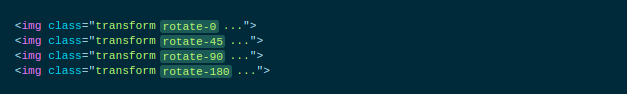 <img class="transform rotate-0 ...">
<img class="transform rotate-45 ...">
<img class="transform rotate-90 ...">
<img class="transform rotate-180 ...">